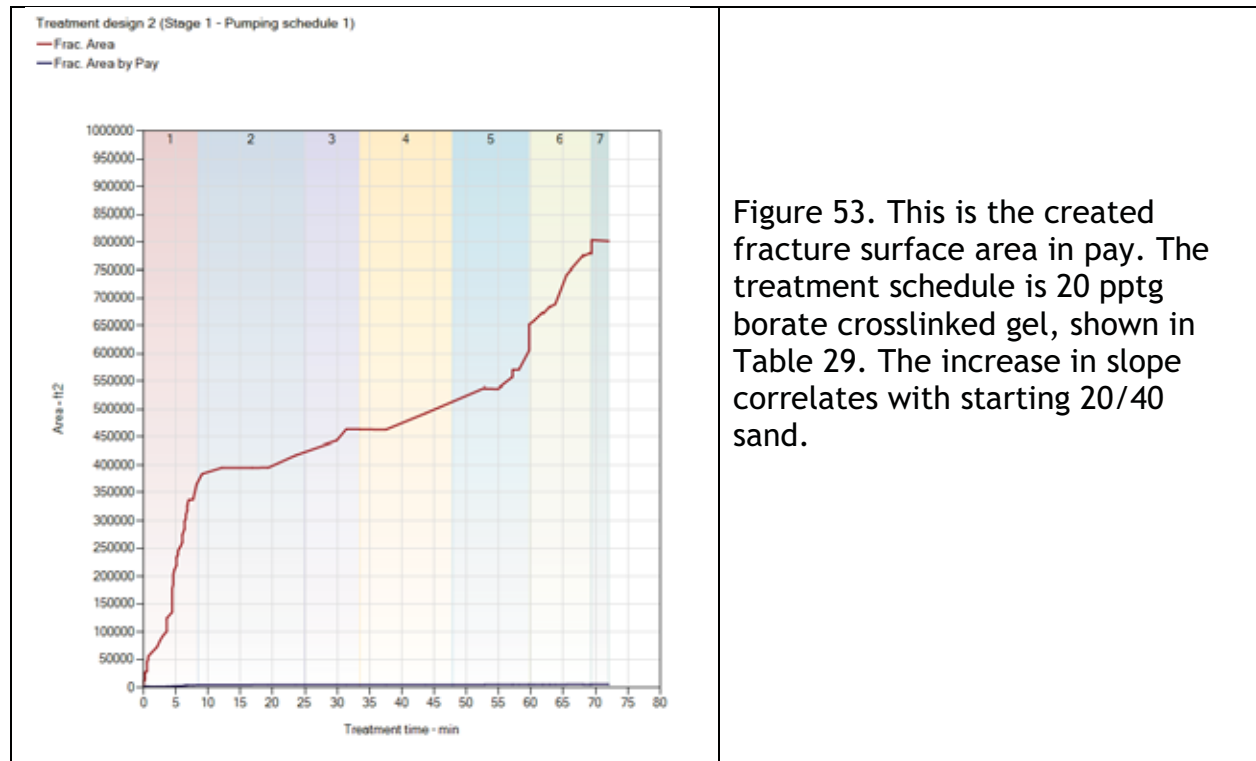 Treatment design 2 (Stage 1 - Pumping schedule 1)
Frac. Area
Frac. Area by Pay
1 2 3 4 5 6 7
1000000
950000
900000
850000
800000
750000
700000
650000
600000
550000
500000
450000
400000
350000
300000
250000
200000
150000
100000
50000
0
Area - ft2
0 5 10 15 20 25 30 35 40 45 50 55 60 65 70 75 80
Treatment time - min
Figure 53. This is the created
fracture surface area in pay. The
treatment schedule is 20 pptg
borate crosslinked gel, shown in
Table 29. The increase in slope
correlates with starting 20/40
sand.